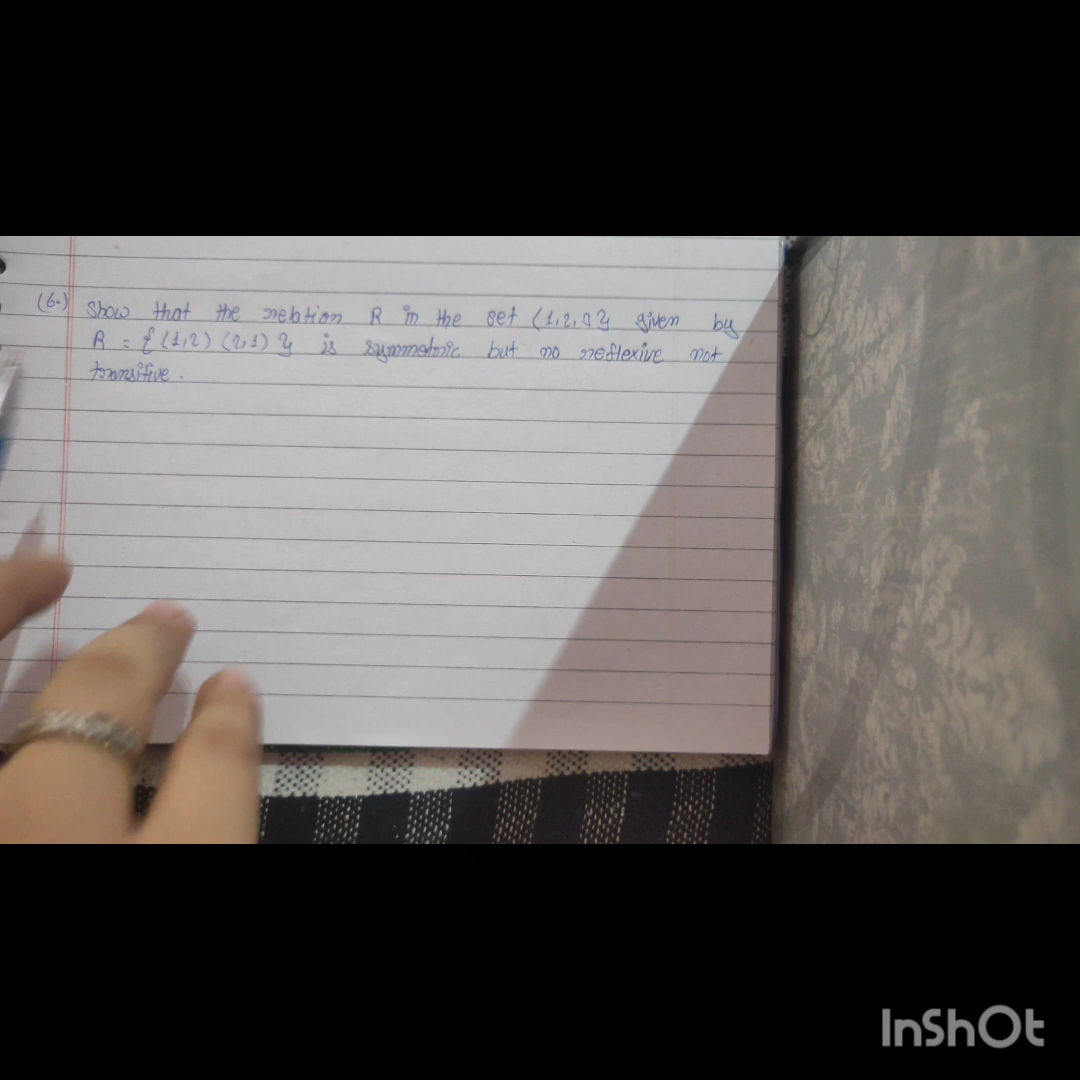 (6.) Show that the relation R in the set {1,2,3} given by
R = { (1,2) (2,1) } is symmetric but no reflexive not
transitive.
InShOt